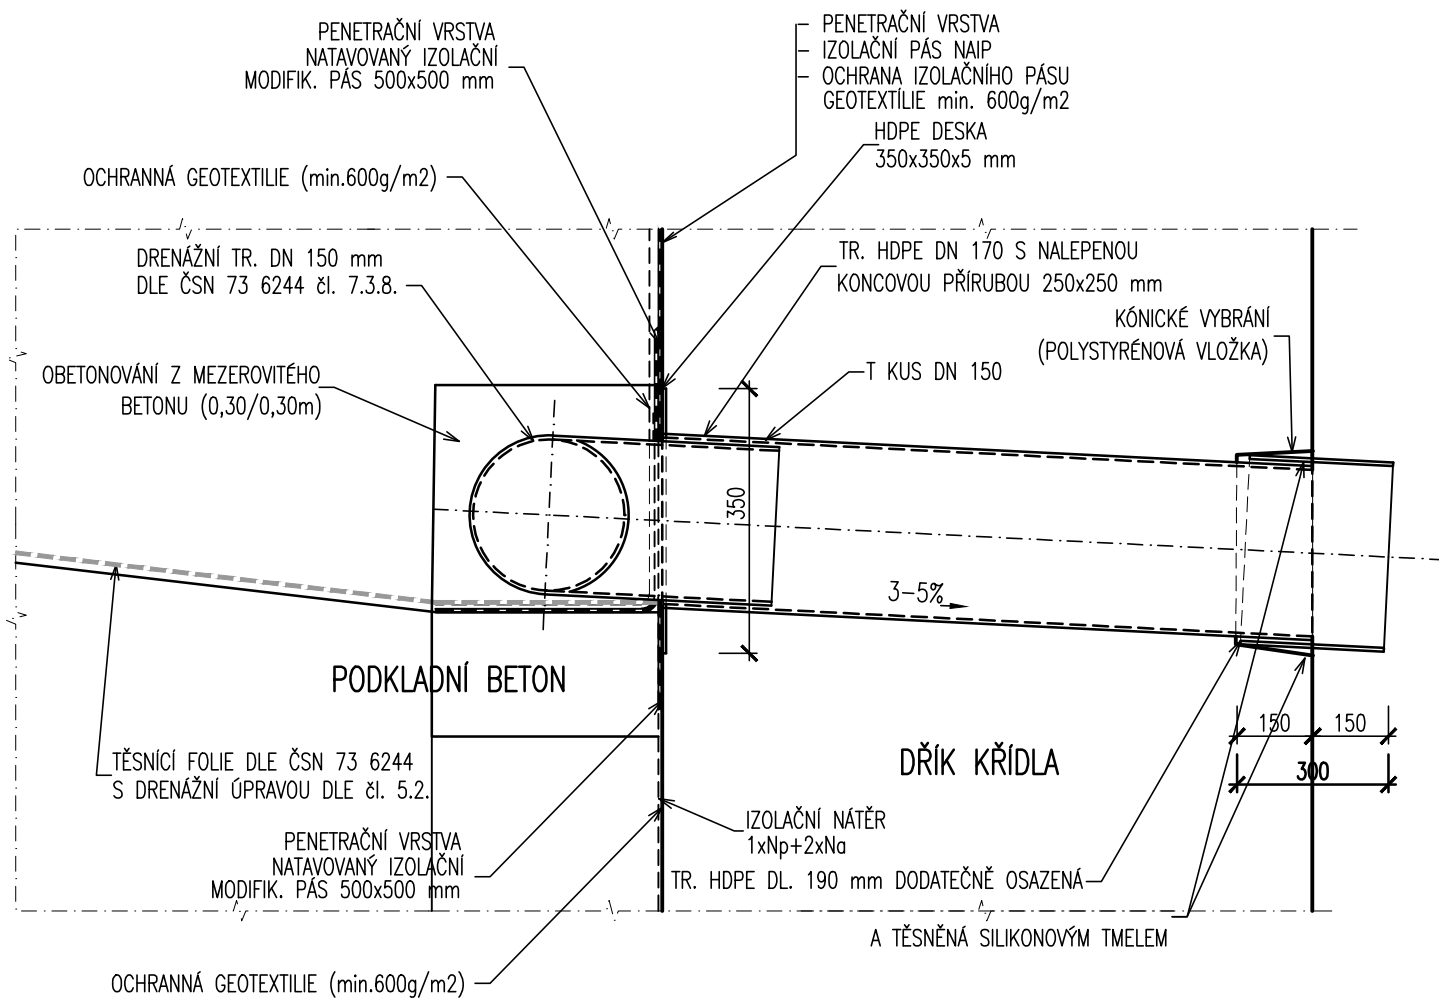 PENETRAČNÍ VRSTVA
NATAVOVANÝ IZOLAČNÍ
MODIFIK. PÁS 500x500 mm
– PENETRAČNÍ VRSTVA
– IZOLAČNÍ PÁS NAIP
– OCHRANA IZOLAČNÍHO PÁSU
GEOTEXTÍLIE min. 600g/m2
HDPE DESKA
350x350x5 mm
OCHRANNÁ GEOTEXTILIE (min.600g/m2)
DRENÁŽNÍ TR. DN 150 mm
DLE ČSN 73 6244 čl. 7.3.8.
TR. HDPE DN 170 S NALEPENOU
KONCOVOU PŘÍRUBOU 250x250 mm
KÓNICKÉ VYBRÁNÍ
(POLYSTYRÉNOVÁ VLOŽKA)
OBETONOVÁNÍ Z MEZEROVITÉHO
BETONU (0,30/0,30m)
T KUS DN 150
350
3–5%
PODKLADNÍ BETON
150
150
300
DŘÍK KŘÍDLA
TĚSNÍCÍ FOLIE DLE ČSN 73 6244
S DRENÁŽNÍ ÚPRAVOU DLE čl. 5.2.
IZOLAČNÍ NÁTĚR
1xNp+2xNa
PENETRAČNÍ VRSTVA
NATAVOVANÝ IZOLAČNÍ
MODIFIK. PÁS 500x500 mm
TR. HDPE DL. 190 mm DODATEČNĚ OSAZENÁ
A TĚSNĚNÁ SILIKONOVÝM TMELEM
OCHRANNÁ GEOTEXTILIE (min.600g/m2)